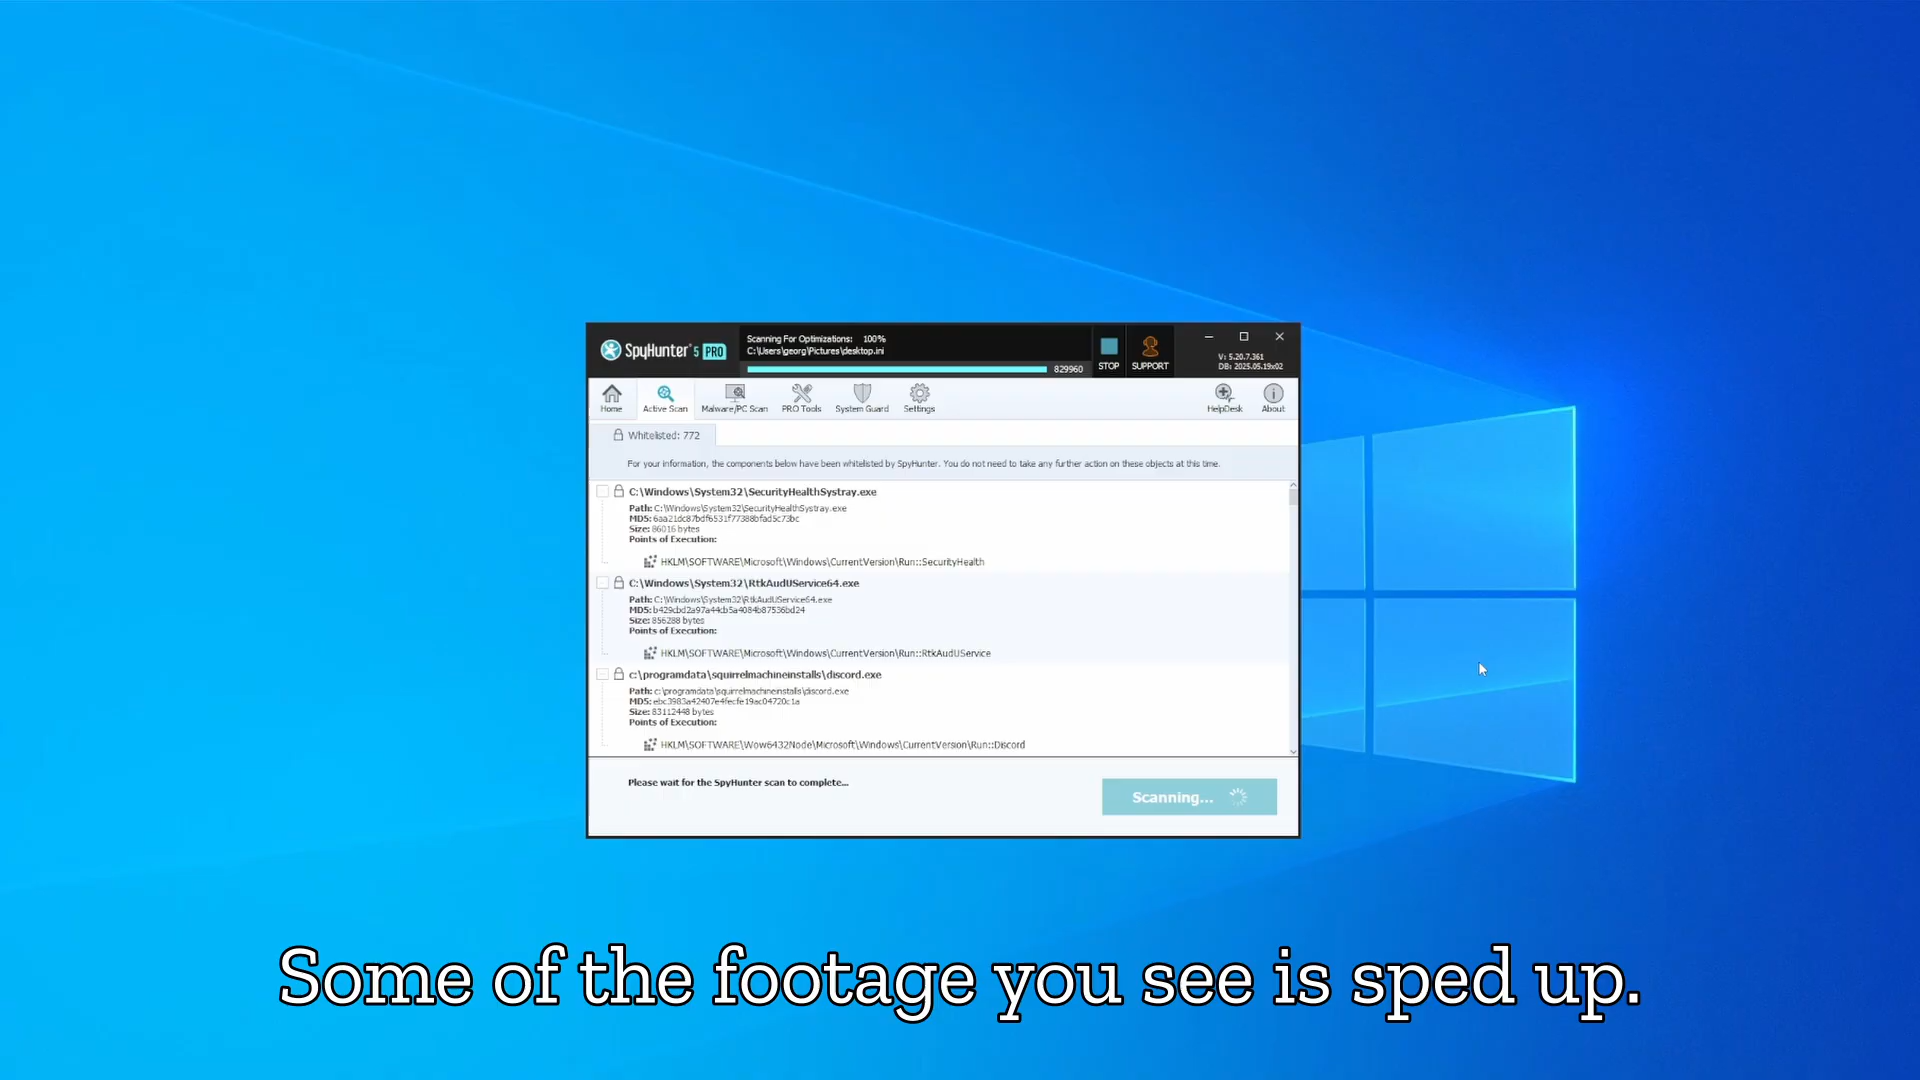 SpyHunter® 5 PRO
Scanning For Optimizations: 100%
C:\Users\georg\Pictures\desktop.ini
829960
STOP
SUPPORT
V: 5.20.7.361
DB: 2025.05.19x02
Home
Active Scan
Malware/PC Scan
PRO Tools
System Guard
Settings
HelpDesk
About
Whitelisted: 772
For your information, the components below have been whitelisted by SpyHunter. You do not need to take any further action on these objects at this time.
C:\Windows\System32\SecurityHealthSystray.exe
Path: C:\Windows\System32\SecurityHealthSystray.exe
MD5: 6aa21dc87bdf6531f77388bfad5c73bc
Size: 86016 bytes
Points of Execution:
HKLM\SOFTWARE\Microsoft\Windows\CurrentVersion\Run::SecurityHealth
C:\Windows\System32\RtkAudUService64.exe
Path: C:\Windows\System32\RtkAudUService64.exe
MD5: b429cbd2a97a44cb5a4084b87536bd24
Size: 856288 bytes
Points of Execution:
HKLM\SOFTWARE\Microsoft\Windows\CurrentVersion\Run::RtkAudUService
c:\programdata\squirrelmachineinstalls\discord.exe
Path: c:\programdata\squirrelmachineinstalls\discord.exe
MD5: ebc3983a42407e4fecfe19ac04720c1a
Size: 83112448 bytes
Points of Execution:
HKLM\SOFTWARE\Wow6432Node\Microsoft\Windows\CurrentVersion\Run::Discord
Please wait for the SpyHunter scan to complete...
Scanning...
Some of the footage you see is sped up.